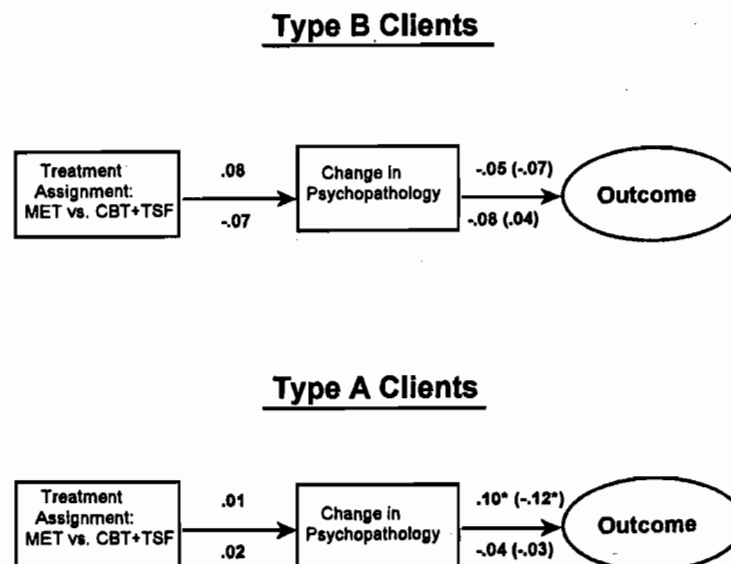 Type B Clients
Treatment
Assignment:
MET vs. CBT+TSF
.08
-.07
Change in
Psychopathology
-.05 (-.07)
-.08 (.04)
Outcome
Type A Clients
Treatment
Assignment:
MET vs. CBT+TSF
.01
.02
Change in
Psychopathology
.10* (-.12*)
-.04 (-.03)
Outcome